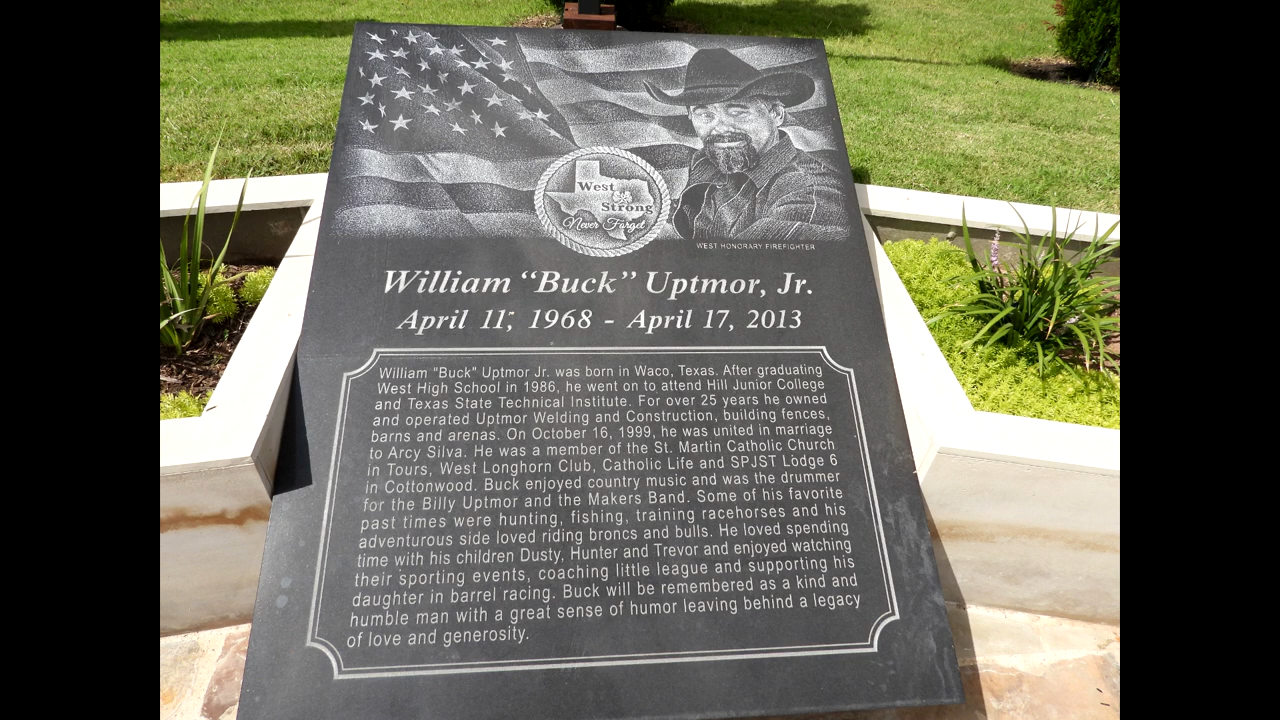 West
Strong
Never Forget
WEST HONORARY FIREFIGHTER
William “Buck” Uptmor, Jr.
April 11, 1968 - April 17, 2013
William "Buck" Uptmor Jr. was born in Waco, Texas. After graduating
West High School in 1986, he went on to attend Hill Junior College
and Texas State Technical Institute. For over 25 years he owned
and operated Uptmor Welding and Construction, building fences,
barns and arenas. On October 16, 1999, he was united in marriage
to Arcy Silva. He was a member of the St. Martin Catholic Church
in Tours, West Longhorn Club, Catholic Life and SPJST Lodge 6
in Cottonwood. Buck enjoyed country music and was the drummer
for the Billy Uptmor and the Makers Band. Some of his favorite
past times were hunting, fishing, training racehorses and his
adventurous side loved riding broncs and bulls. He loved spending
time with his children Dusty, Hunter and Trevor and enjoyed watching
their sporting events, coaching little league and supporting his
daughter in barrel racing. Buck will be remembered as a kind and
humble man with a great sense of humor leaving behind a legacy
of love and generosity.